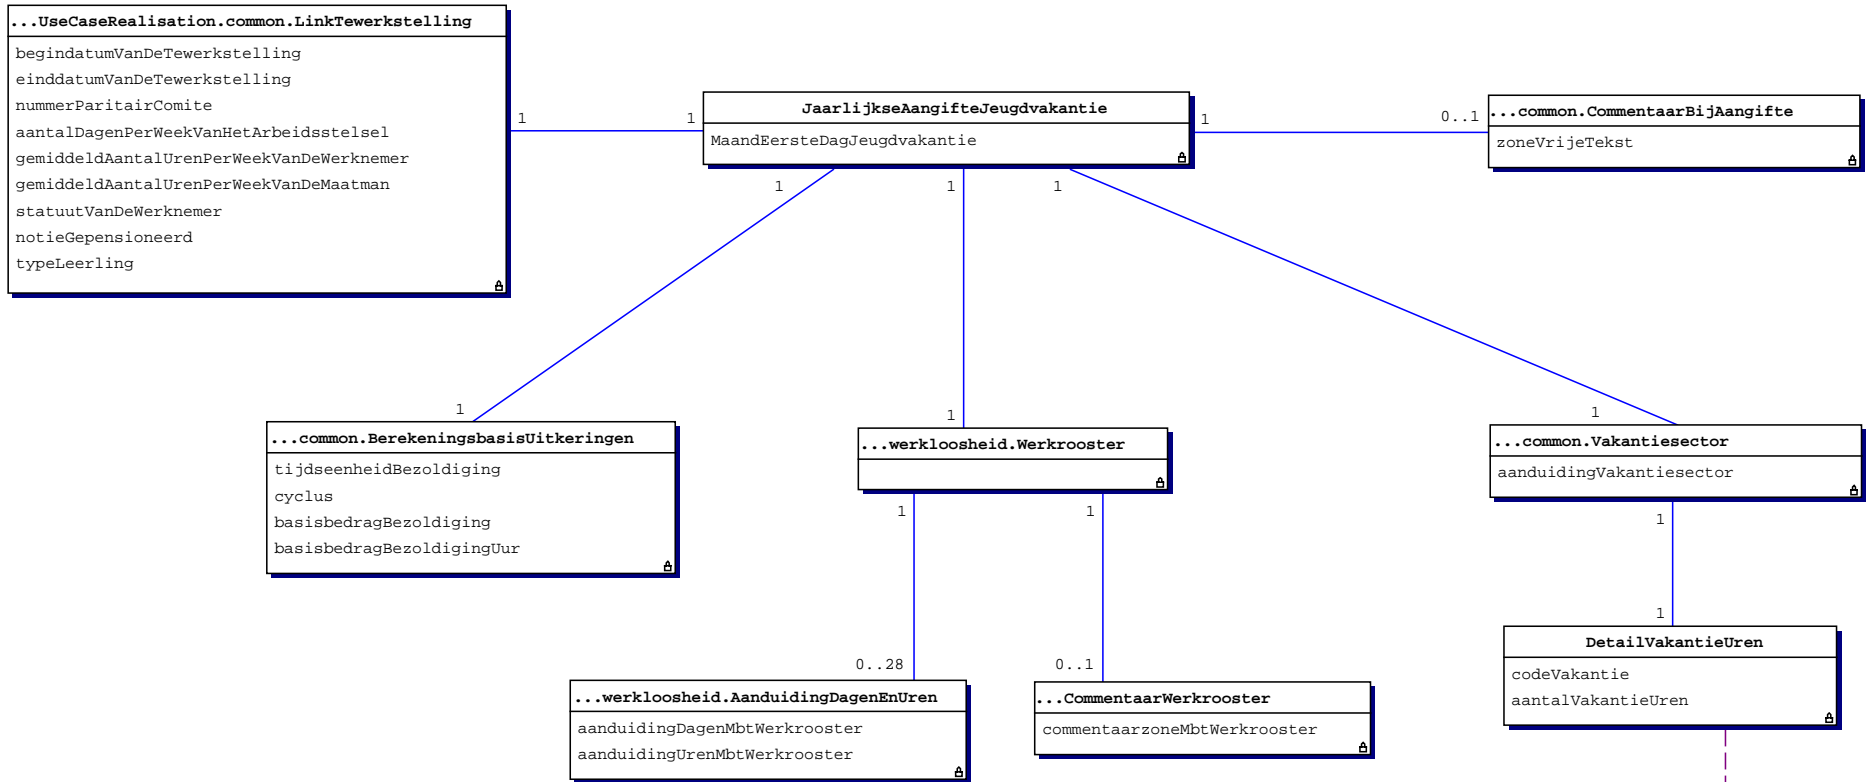 ...UseCaseRealisation.common.LinkTewerkstelling
begindatumVanDeTewerkstelling
einddatumVanDeTewerkstelling
nummerParitairComite
aantalDagenPerWeekVanHetArbeidsstelsel
gemiddeldAantalUrenPerWeekVanDeWerknemer
gemiddeldAantalUrenPerWeekVanDeMaatman
statuutVanDeWerknemer
notieGepensioneerd
typeLeerling
1
1
JaarlijkseAangifteJeugdvakantie
MaandEersteDagJeugdvakantie
1
0..1
...common.CommentaarBijAangifte
zoneVrijeTekst
1
1
1
1
1
1
...common.BerekeningsbasisUitkeringen
tijdseenheidBezoldiging
cyclus
basisbedragBezoldiging
basisbedragBezoldigingUur
...werkloosheid.Werkrooster
...common.Vakantiesector
aanduidingVakantiesector
1
1
1
0..28
0..1
1
...werkloosheid.AanduidingDagenEnUren
aanduidingDagenMbtWerkrooster
aanduidingUrenMbtWerkrooster
...CommentaarWerkrooster
commentaarzoneMbtWerkrooster
DetailVakantieUren
codeVakantie
aantalVakantieUren